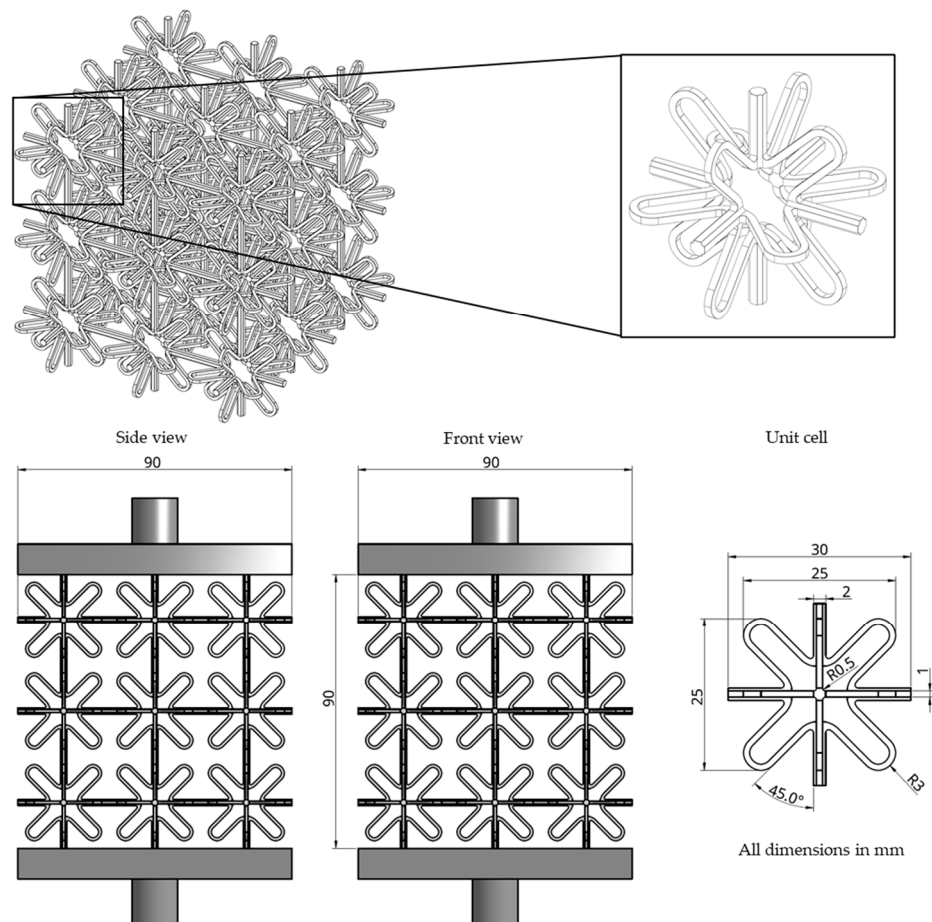 Side view
Front view
Unit cell
90
90
90
30
25
2
R0.5
1
25
R3
45.0°
All dimensions in mm